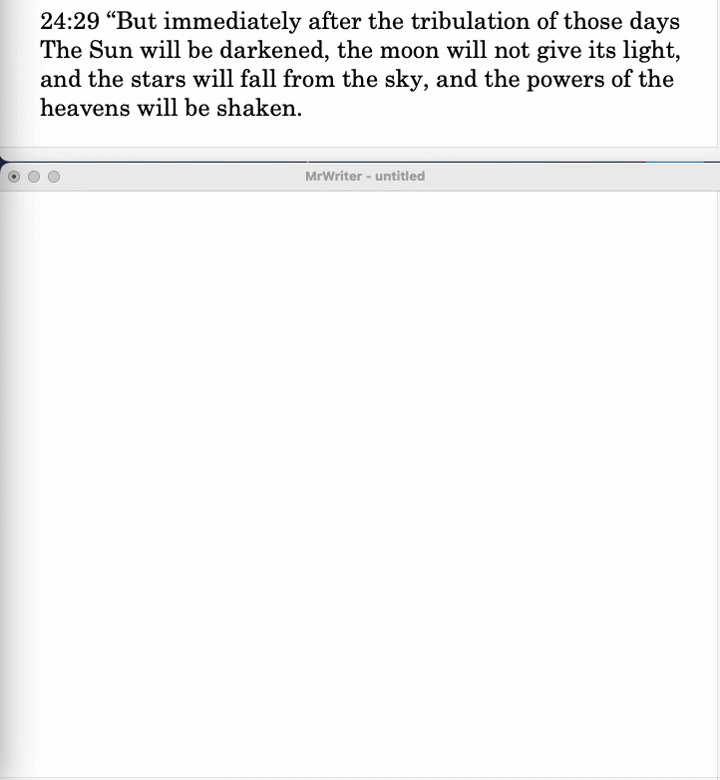 24:29 “But immediately after the tribulation of those days
The Sun will be darkened, the moon will not give its light,
and the stars will fall from the sky, and the powers of the
heavens will be shaken.
MrWriter - untitled